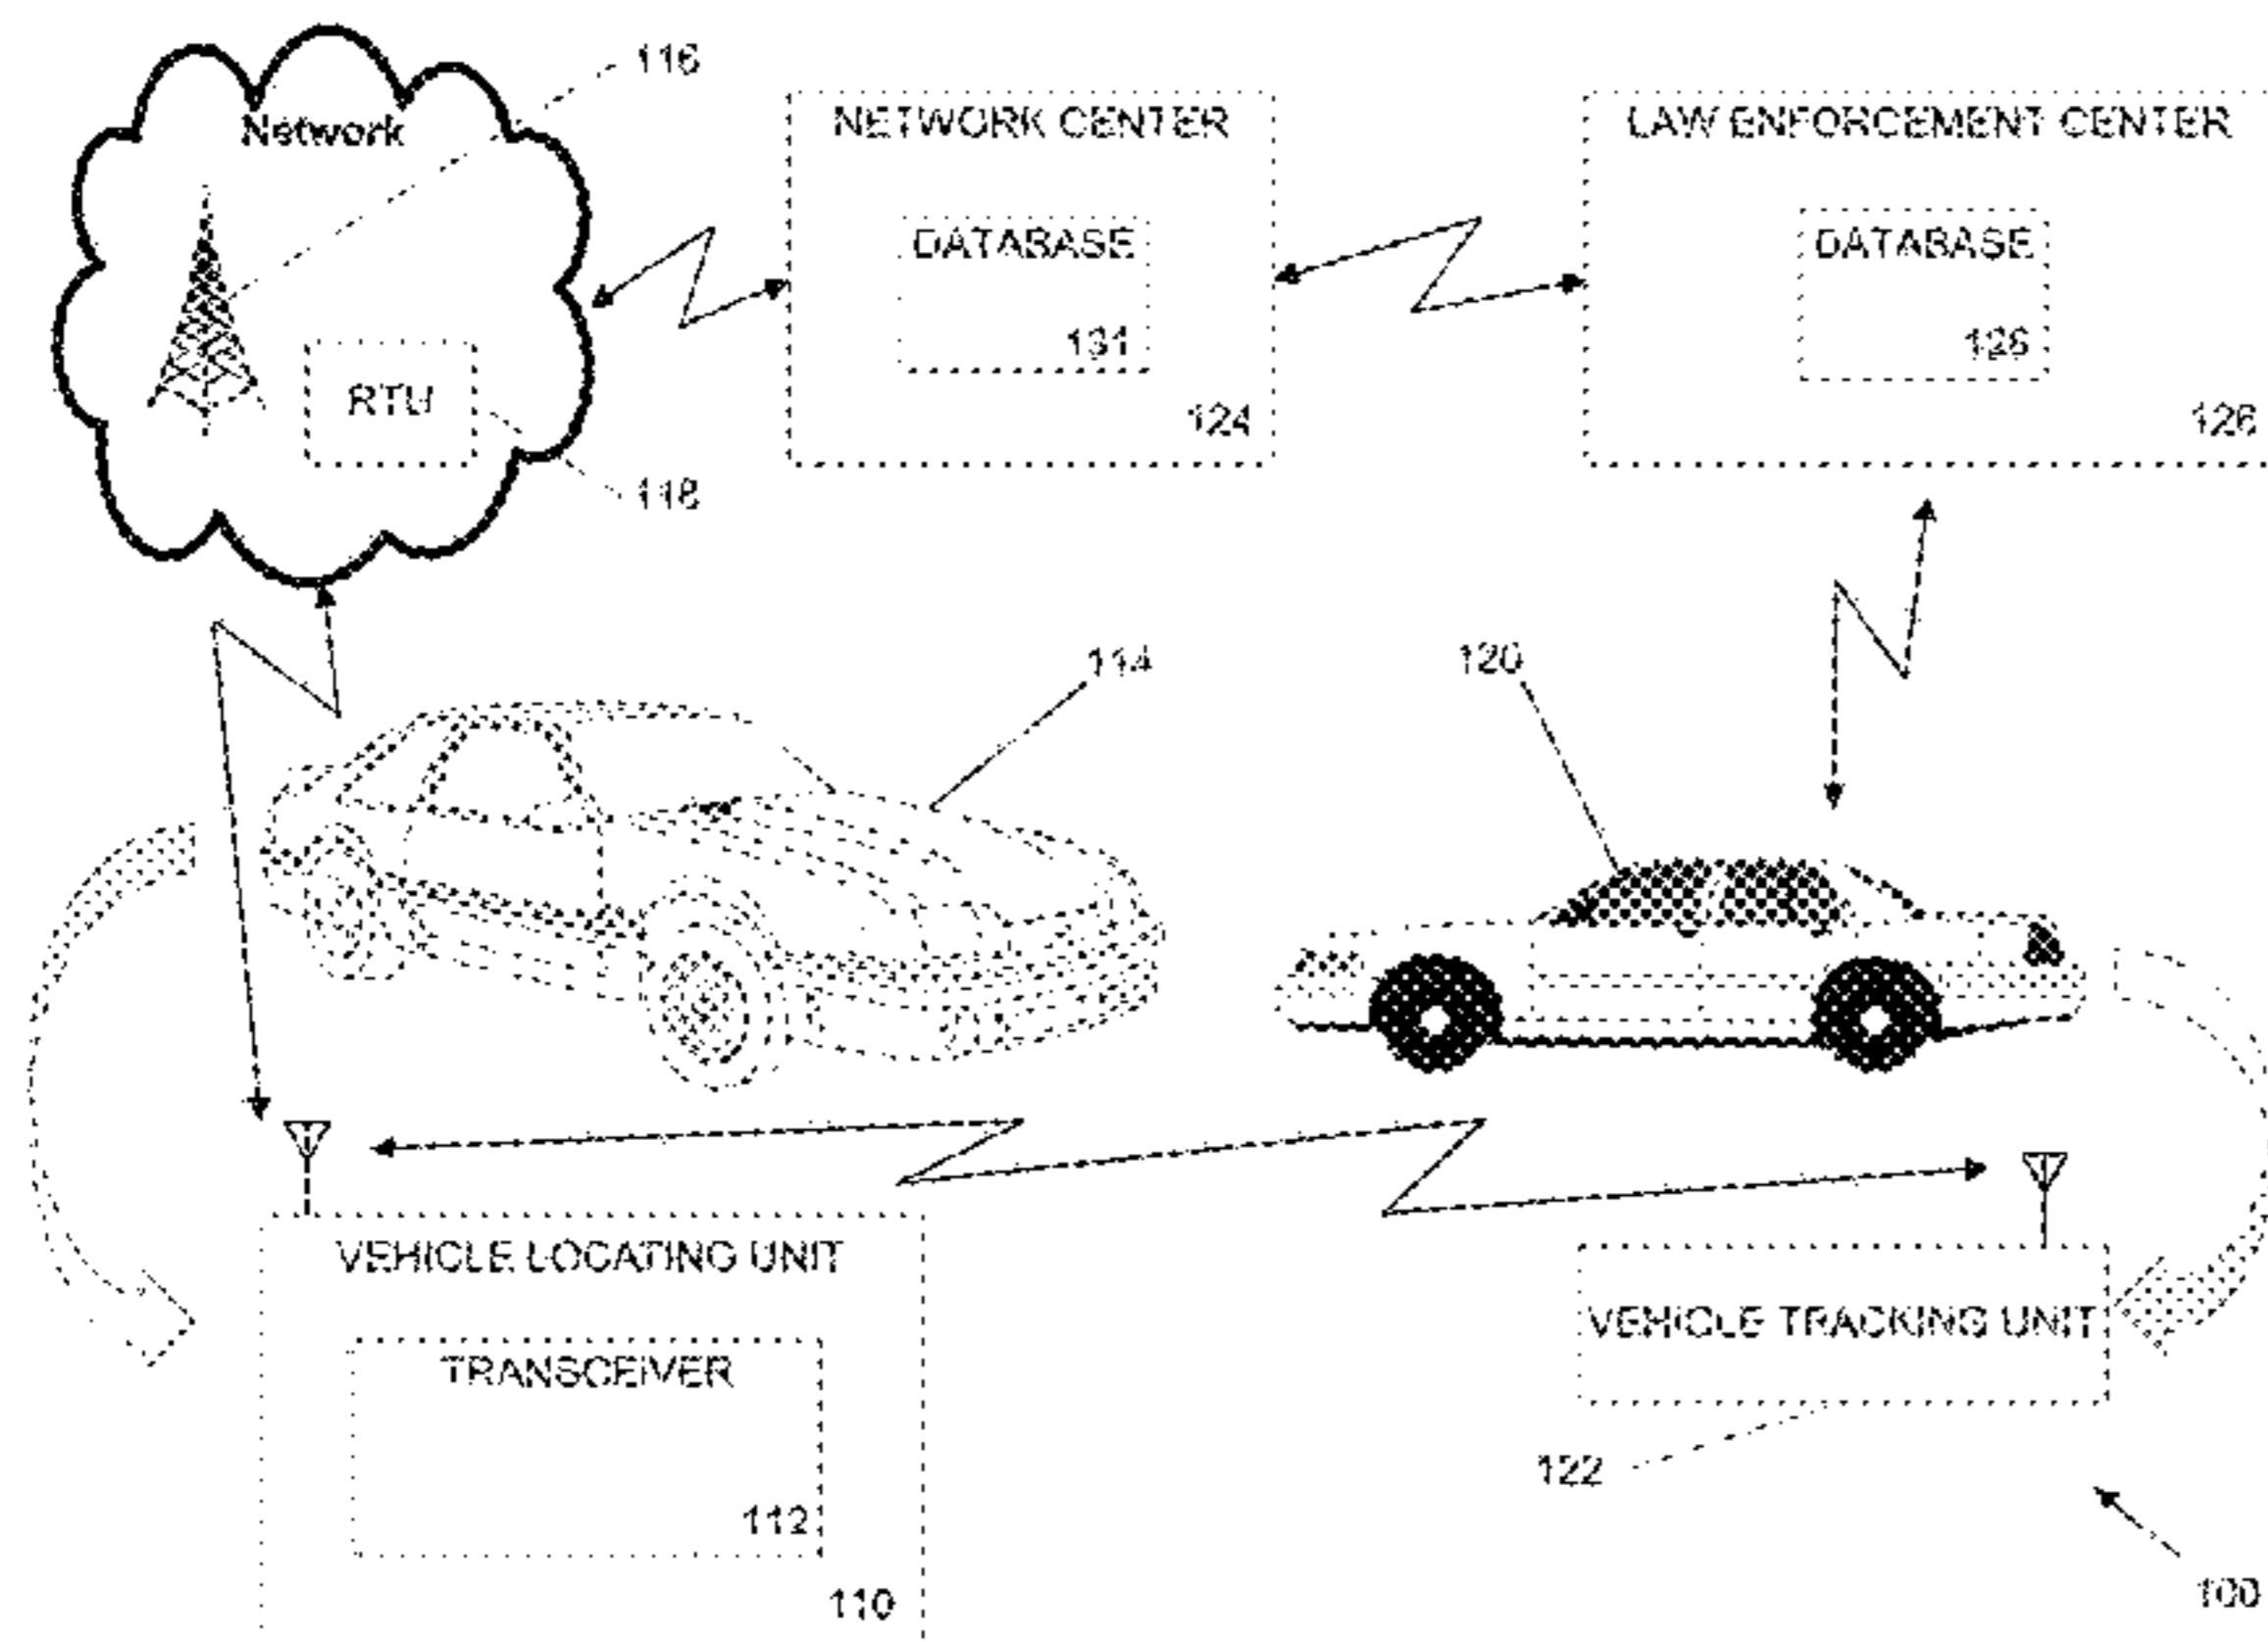 116
Network
NETWORK CENTER
LAW ENFORCEMENT CENTER
DATABASE
DATABASE
131
128
RTU
124
126
118
114
120
VEHICLE LOCATING UNIT
VEHICLE TRACKING UNIT
TRANSCEIVER
122
112
110
100